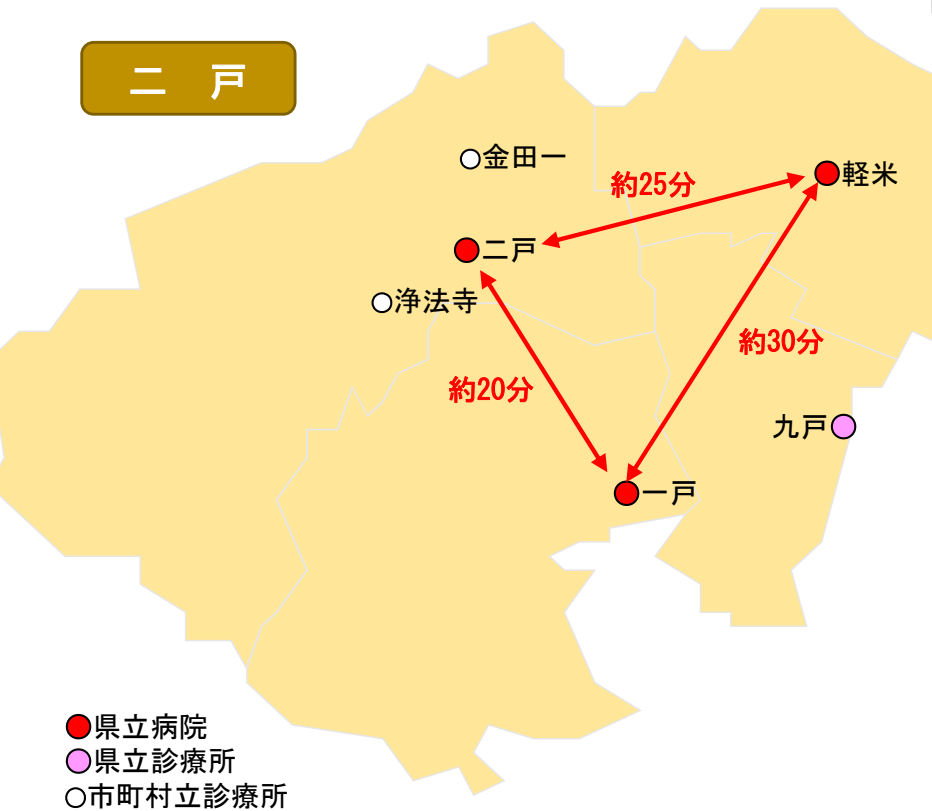 二 戸
金田一
軽米
約25分
二戸
浄法寺
約30分
約20分
九戸
一戸
県立病院
県立診療所
市町村立診療所